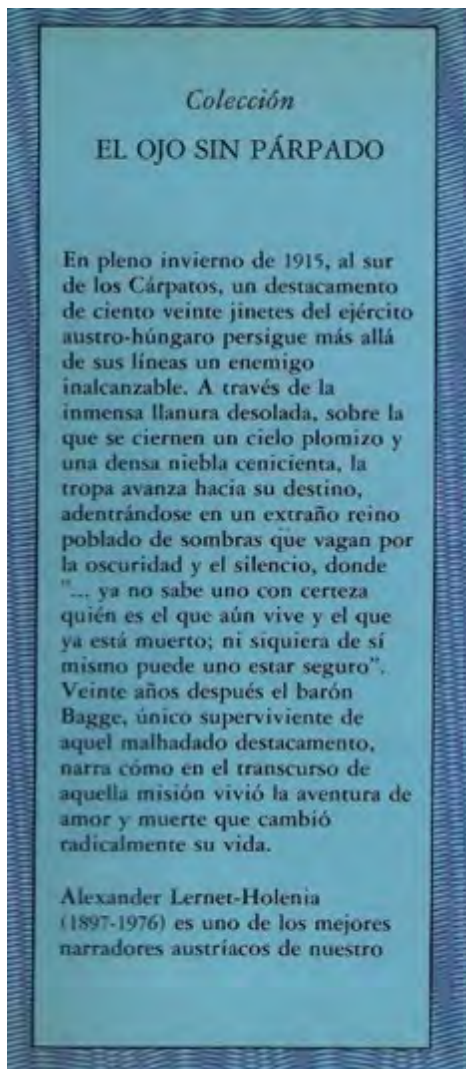 Colección
EL OJO SIN PÁRPADO
En pleno invierno de 1915, al sur
de los Cárpatos, un destacamento
de ciento veinte jinetes del ejército
austro-húngaro persigue más allá
de sus líneas un enemigo
inalcanzable. A través de la
inmensa llanura desolada, sobre la
que se ciernen un cielo plomizo y
una densa niebla cenicienta, la
tropa avanza hacia su destino,
adentrándose en un extraño reino
poblado de sombras que vagan por
la oscuridad y el silencio, donde
"... ya no sabe uno con certeza
quién es el que aún vive y el que
ya está muerto; ni siquiera de sí
mismo puede uno estar seguro".
Veinte años después el barón
Bagge, único superviviente de
aquel malhadado destacamento,
narra cómo en el transcurso de
aquella misión vivió la aventura de
amor y muerte que cambió
radicalmente su vida.
Alexander Lernet-Holenia
(1897-1976) es uno de los mejores
narradores austríacos de nuestro